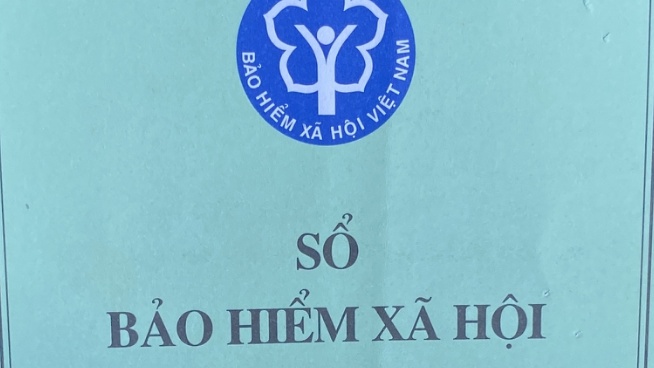 BẢO HIỂM XÃ HỘI VIỆT NAM
SỔ
BẢO HIỂM XÃ HỘI